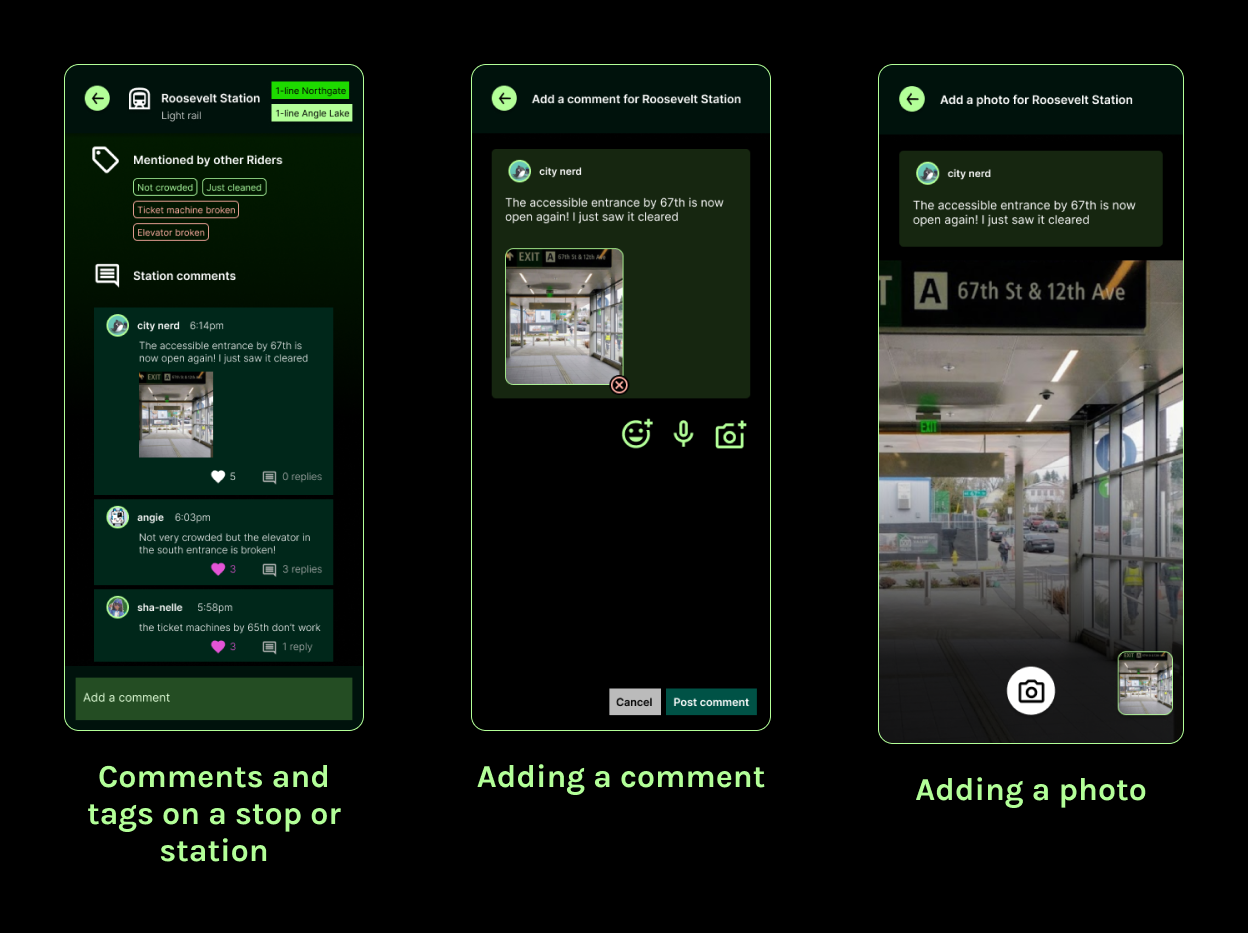 Roosevelt Station
Light rail
1-line Northgate
1-line Angle Lake
Mentioned by other Riders
Not crowded
Just cleaned
Ticket machine broken
Elevator broken
Station comments
city nerd 6:14pm
The accessible entrance by 67th is
now open again! I just saw it cleared
EXIT A 67th St & 12th Ave
5
0 replies
angie 6:03pm
Not very crowded but the elevator in
the south entrance is broken!
3
3 replies
sha-nelle 5:58pm
the ticket machines by 65th don't work
3
1 reply
Add a comment
Comments and
tags on a stop or
station
Add a comment for Roosevelt Station
city nerd
The accessible entrance by 67th is now
open again! I just saw it cleared
EXIT A 67th St & 12th Ave
Cancel
Post comment
Adding a comment
Add a photo for Roosevelt Station
city nerd
The accessible entrance by 67th is now
open again! I just saw it cleared
T A 67th St & 12th Ave
EXIT
EXIT A
Adding a photo